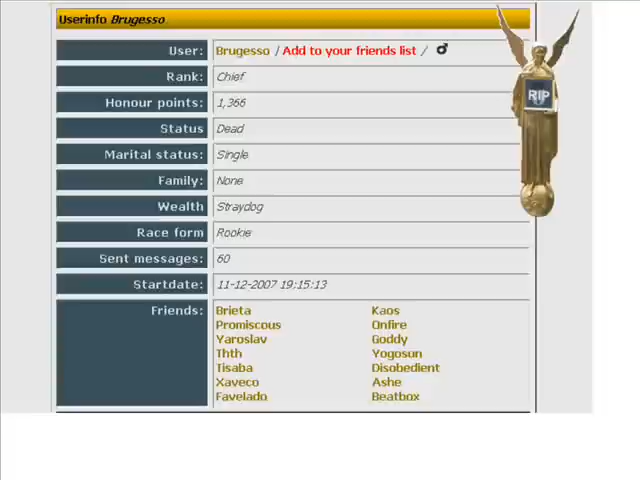 Userinfo Brugesso
User: Brugesso / Add to your friends list / ♂
Rank: Chief
Honour points: 1,366
Status Dead
Marital status: Single
Family: None
Wealth Straydog
Race form Rookie
Sent messages: 60
Startdate: 11-12-2007 19:15:13
Friends: Brieta Kaos
Promiscous Onfire
Yaroslav Goddy
Thth Yogosun
Tisaba Disobedient
Xaveco Ashe
Favelado Beatbox
RIP